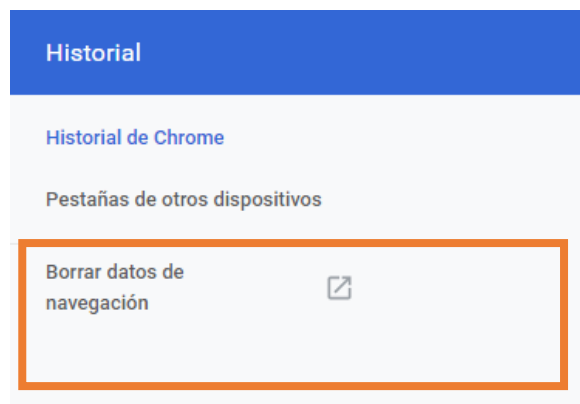 Historial
Historial de Chrome
Pestañas de otros dispositivos
Borrar datos de
navegación